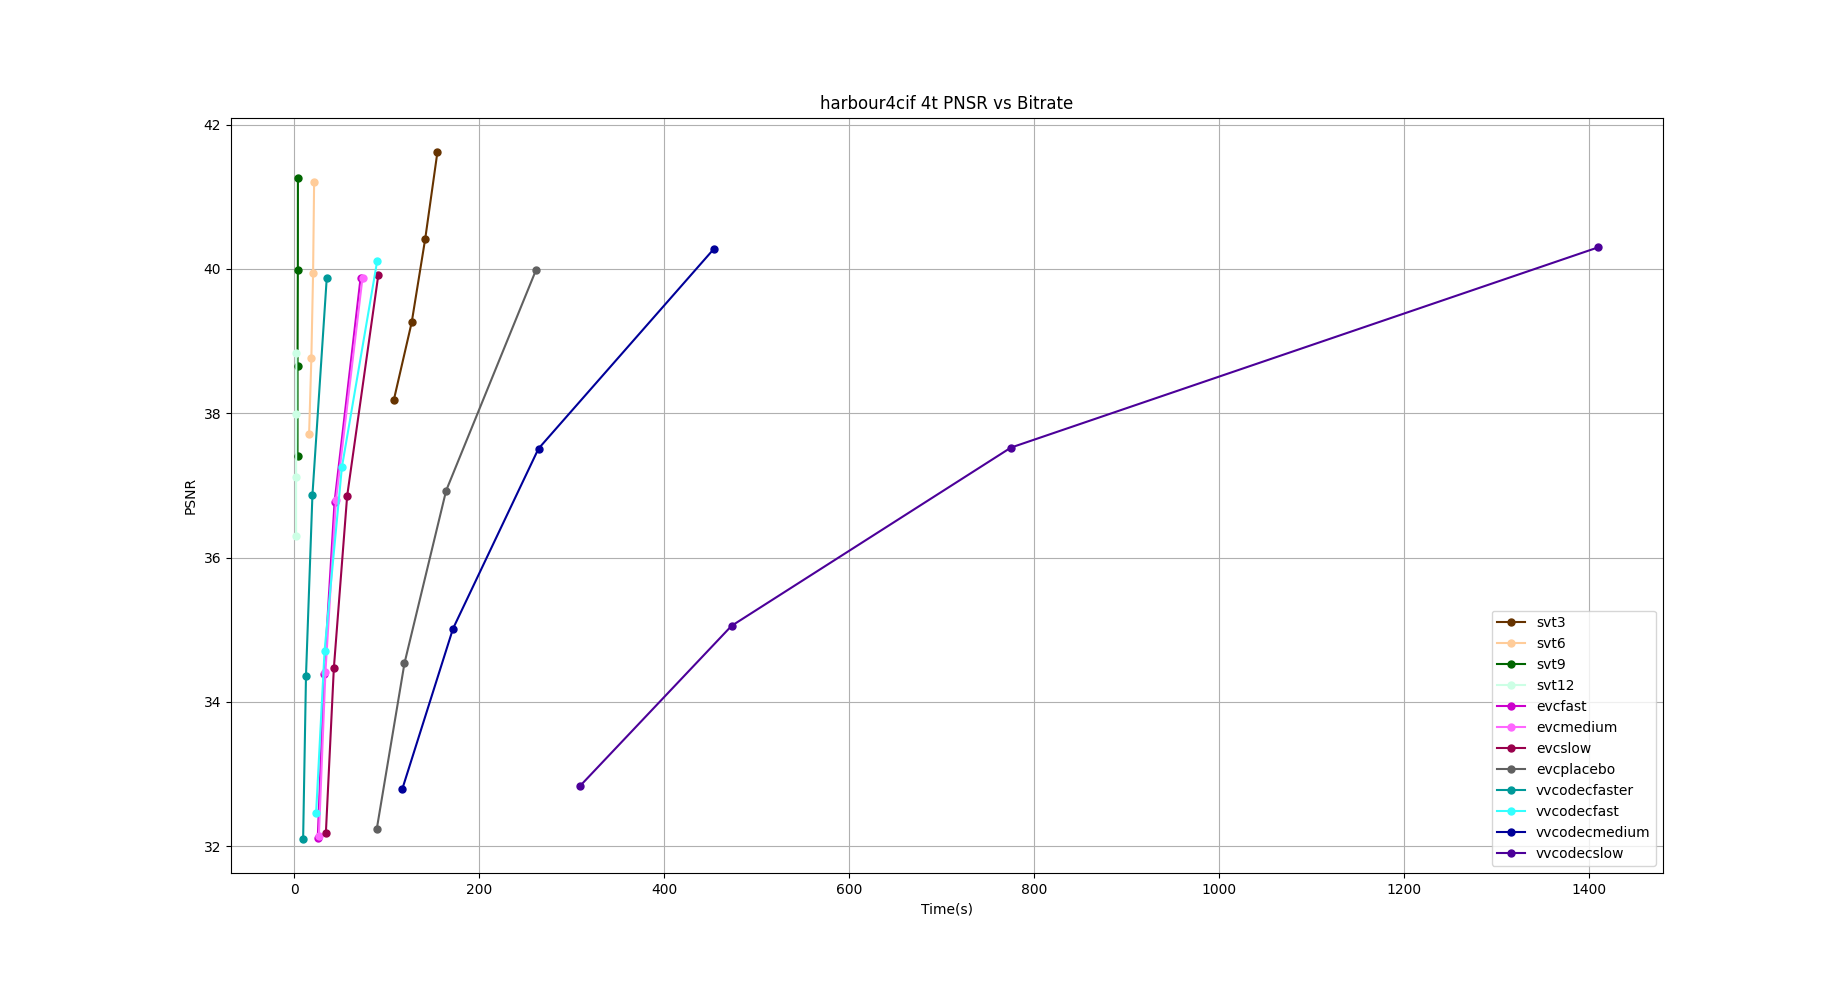 harbour4cif 4t PNSR vs Bitrate
PSNR
42
40
38
36
34
32
0 200 400 600 800 1000 1200 1400
Time(s)
svt3
svt6
svt9
svt12
evcfast
evcmedium
evcslow
evcplacebo
vvcodecfaster
vvcodecfast
vvcodecmedium
vvcodecslow